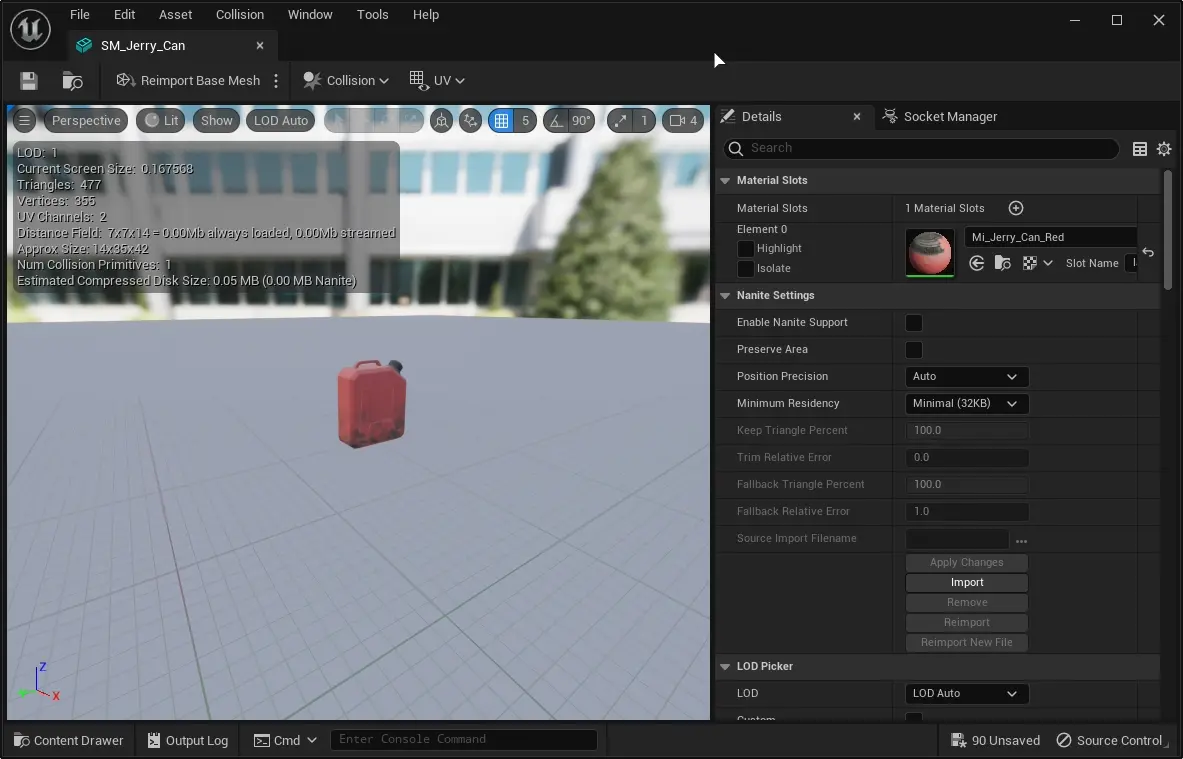 File Edit Asset Collision Window Tools Help
SM_Jerry_Can
Reimport Base Mesh Collision UV
Perspective Lit Show LOD Auto 5 90° 1 4
LOD: 1
Current Screen Size: 0.167568
Triangles: 477
Vertices: 355
UV Channels: 2
Distance Field: 7x7x14 = 0.00Mb always loaded, 0.00Mb streamed
Approx Size: 14x35x42
Num Collision Primitives: 1
Estimated Compressed Disk Size: 0.05 MB (0.00 MB Nanite)
Z
X
Details Socket Manager
Search
Material Slots
Material Slots 1 Material Slots
Element 0
Highlight
Isolate
Mi_Jerry_Can_Red
Slot Name
Nanite Settings
Enable Nanite Support
Preserve Area
Position Precision Auto
Minimum Residency Minimal (32KB)
Keep Triangle Percent 100.0
Trim Relative Error 0.0
Fallback Triangle Percent 100.0
Fallback Relative Error 1.0
Source Import Filename ...
Apply Changes
Import
Remove
Reimport
Reimport New File
LOD Picker
LOD LOD Auto
Custom
Content Drawer Output Log Cmd Enter Console Command 90 Unsaved Source Control